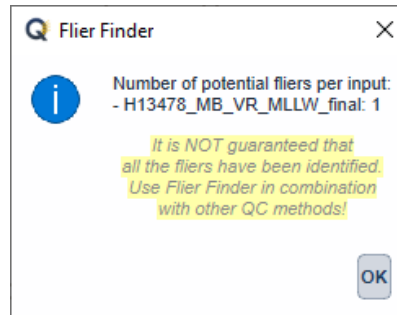 Flier Finder
Number of potential fliers per input:
- H13478_MB_VR_MLLW_final: 1
It is NOT guaranteed that
all the fliers have been identified.
Use Flier Finder in combination
with other QC methods!
OK